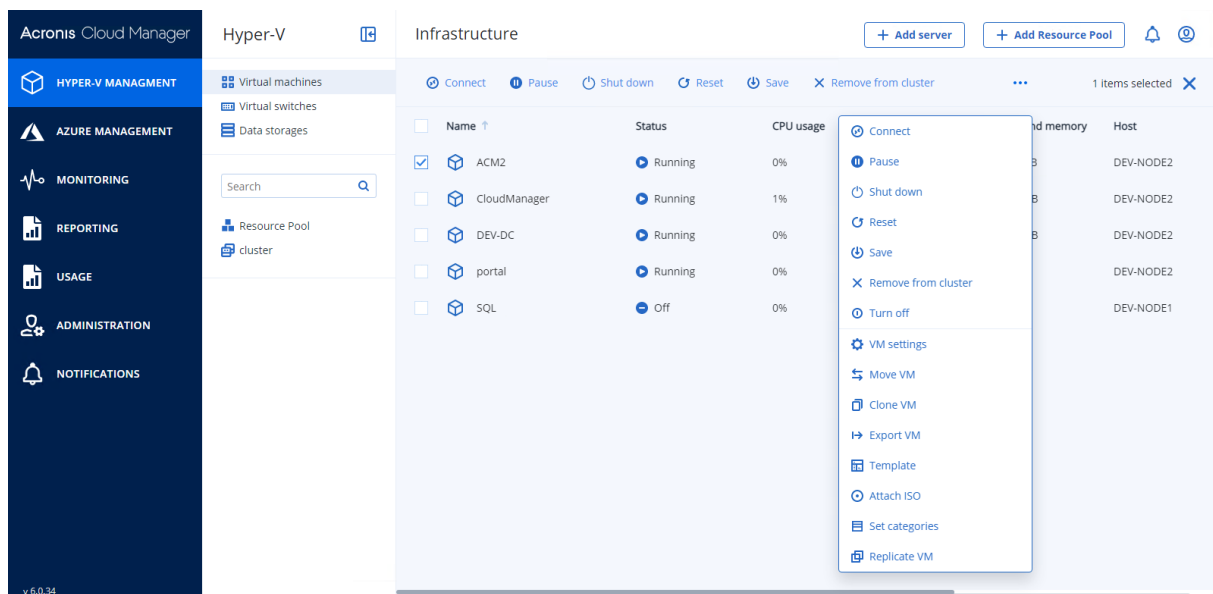 Acronis Cloud Manager
HYPER-V MANAGMENT
AZURE MANAGEMENT
MONITORING
REPORTING
USAGE
ADMINISTRATION
NOTIFICATIONS
v 6.0.34
Hyper-V
Virtual machines
Virtual switches
Data storages
Search
Resource Pool
cluster
Infrastructure
+ Add server
+ Add Resource Pool
Connect Pause Shut down Reset Save Remove from cluster ... 1 items selected
Name ↑ Status CPU usage memory Host
ACM2 Running 0% DEV-NODE2
CloudManager Running 1% DEV-NODE2
DEV-DC Running 0% DEV-NODE2
portal Running 0% DEV-NODE2
SQL Off 0% DEV-NODE1
Connect
Pause
Shut down
Reset
Save
Remove from cluster
Turn off
VM settings
Move VM
Clone VM
Export VM
Template
Attach ISO
Set categories
Replicate VM